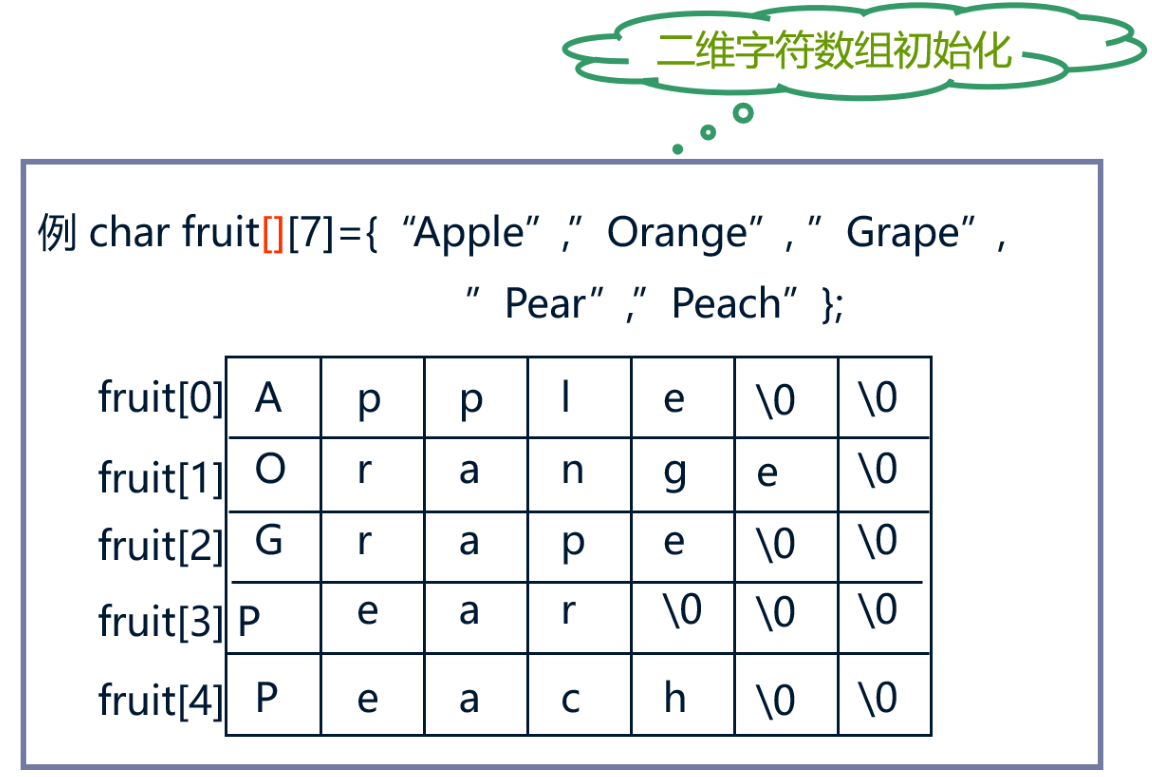 二维字符数组初始化
例 char fruit[][7]={ “Apple” ,” Orange” , ” Grape” ,
” Pear” ,” Peach” };
fruit[0] A p p l e \0 \0
fruit[1] O r a n g e \0
fruit[2] G r a p e \0 \0
fruit[3] P e a r \0 \0 \0
fruit[4] P e a c h \0 \0